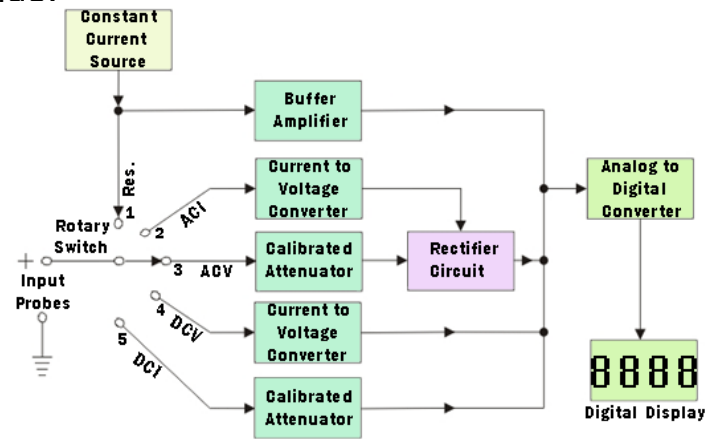 Constant
Current
Source
Buffer
Amplifier
Res.
1
Current to
Voltage
Converter
Analog to
Digital
Converter
ACI
2
Rotary
Switch
+
3
ACV
Calibrated
Attenuator
Rectifier
Circuit
Input
Probes
4
DCV
Current to
Voltage
Converter
5
DCI
Calibrated
Attenuator
8888
Digital Display